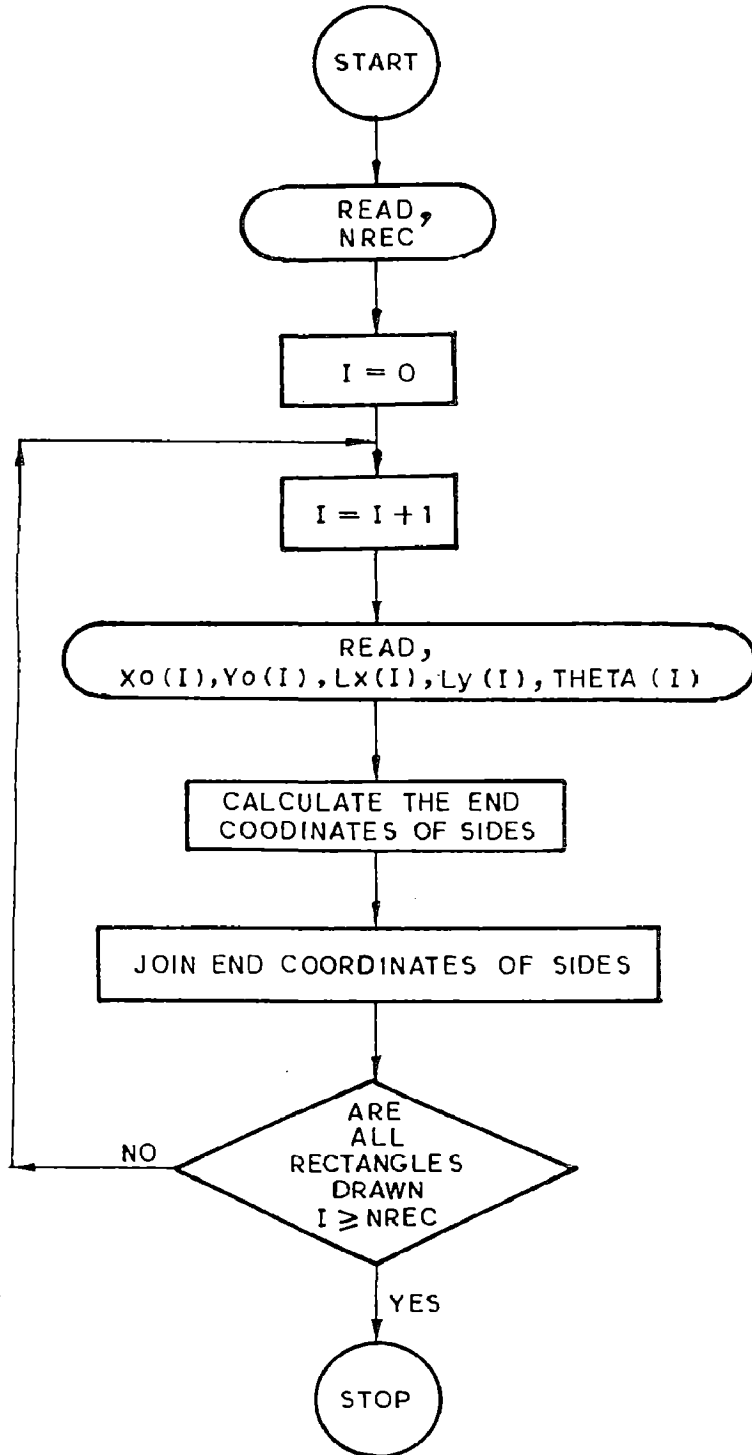 START
READ,
NREC
I = 0
I = I + 1
READ,
Xo(I), Yo(I), Lx(I), Ly(I), THETA (I)
CALCULATE THE END
COODINATES OF SIDES
JOIN END COORDINATES OF SIDES
ARE
ALL
RECTANGLES
DRAWN
I ≥ NREC
NO
YES
STOP